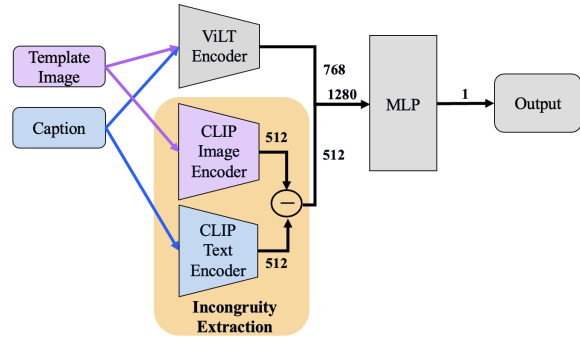 Template
Image
Caption
ViLT
Encoder
CLIP
Image
Encoder
512
CLIP
Text
Encoder
512
Incongruity
Extraction
768
1280
512
MLP
1
Output